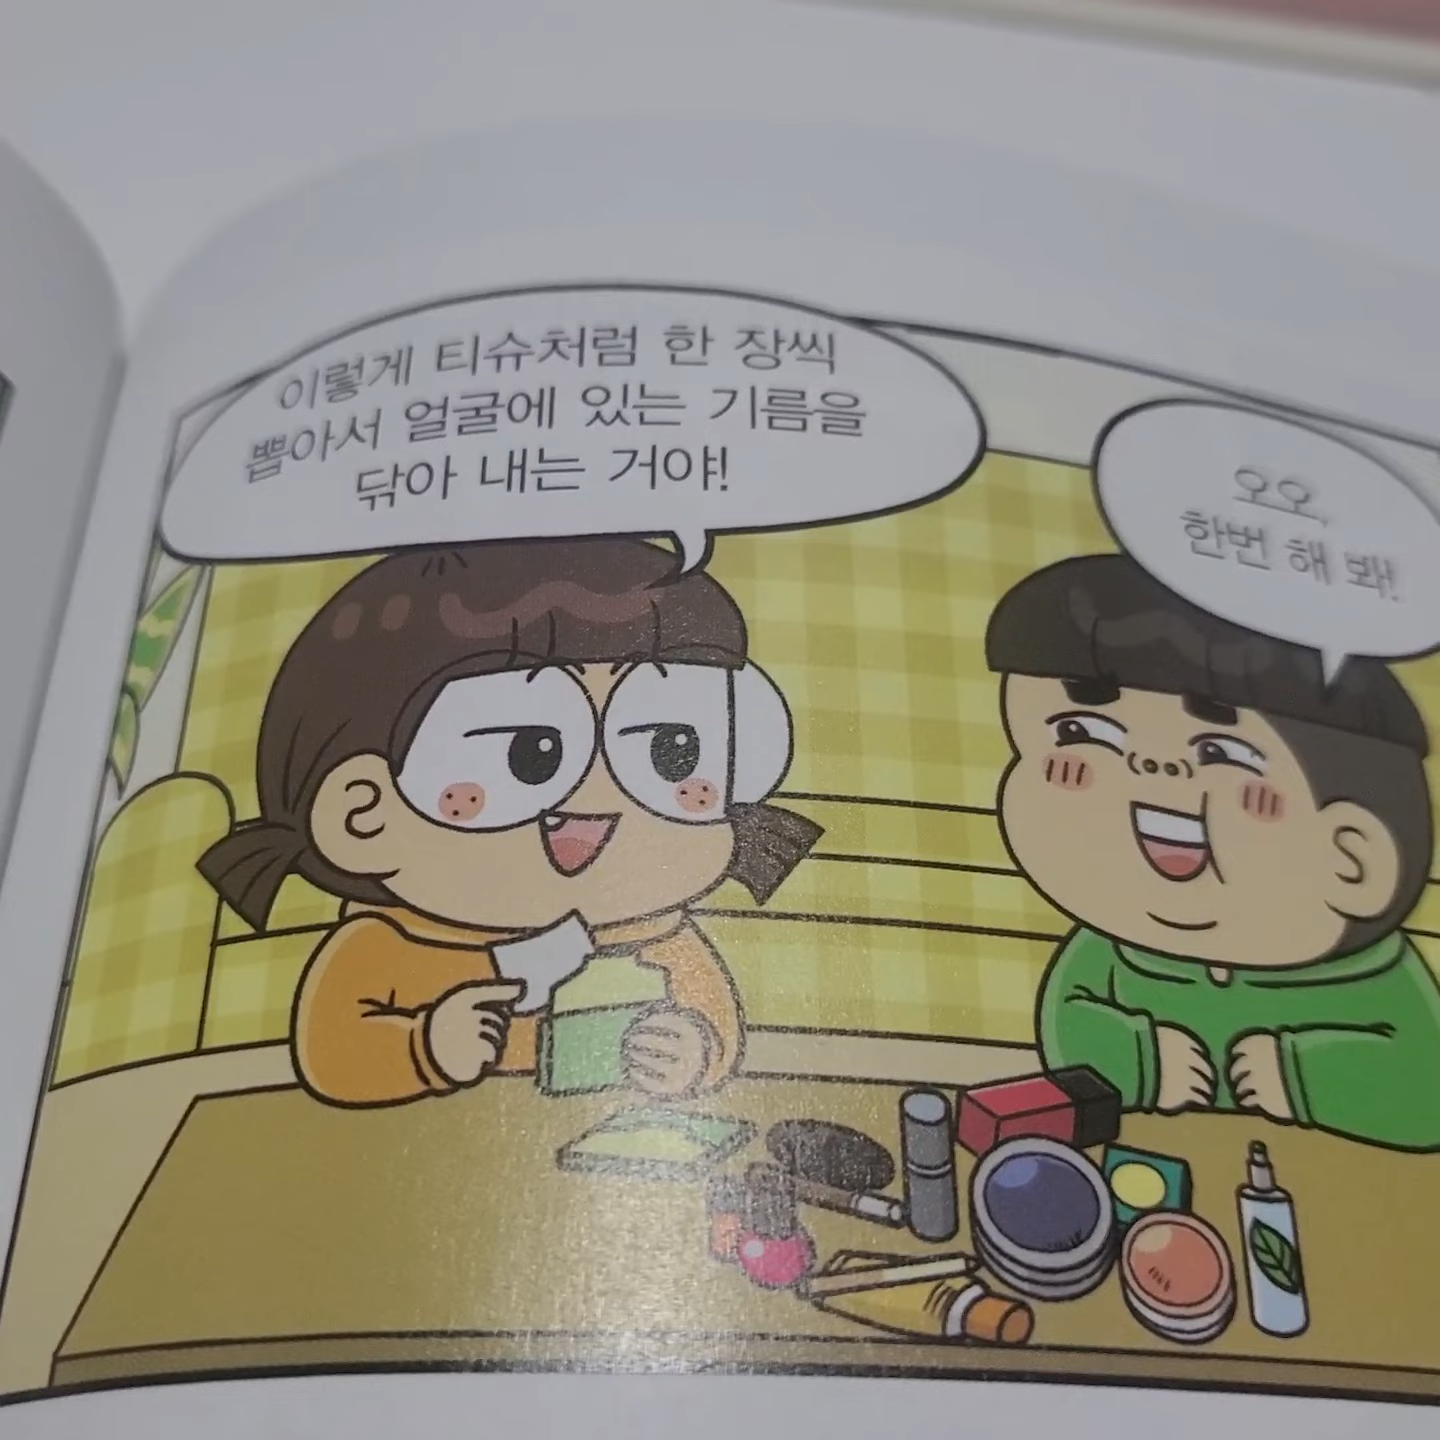 이렇게 티슈처럼 한 장씩
뽑아서 얼굴에 있는 기름을
닦아 내는 거야!
오오,
한번 해 봐!